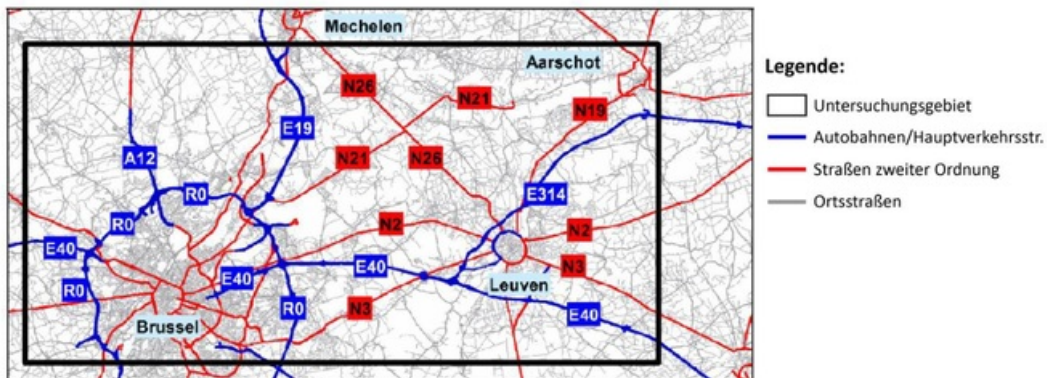 Mechelen
Aarschot
N26
N21
N19
E19
A12
N21
N26
R0
E314
R0
N2
N2
E40
E40
E40
N3
R0
Leuven
R0
N3
E40
Brussel
Legende:
Untersuchungsgebiet
Autobahnen/Hauptverkehrsstr.
Straßen zweiter Ordnung
Ortsstraßen